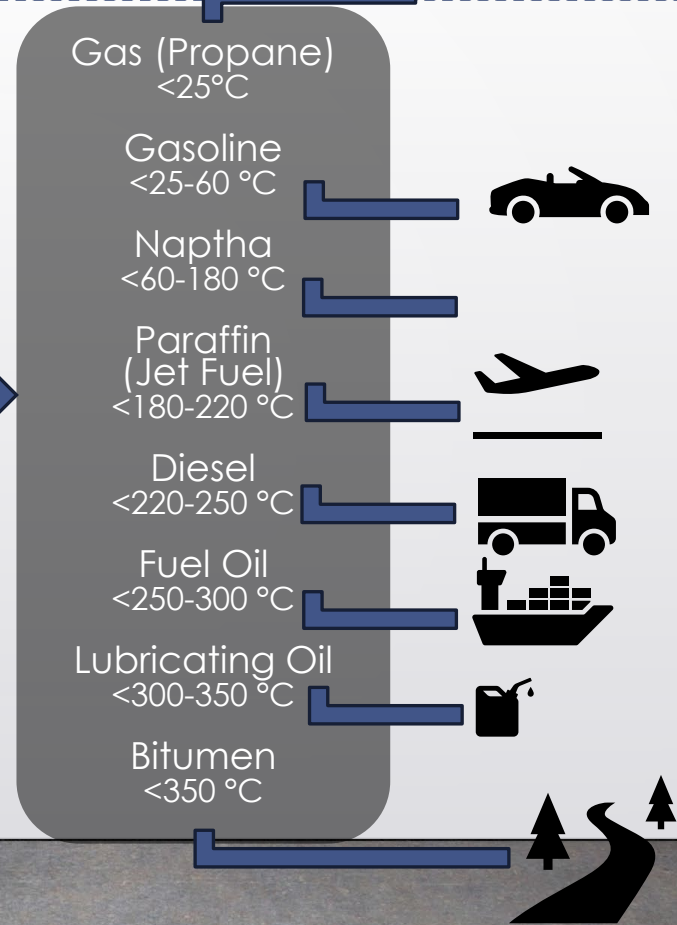 Gas (Propane)
<25°C
Gasoline
<25-60 °C
Naptha
<60-180 °C
Paraffin
(Jet Fuel)
<180-220 °C
Diesel
<220-250 °C
Fuel Oil
<250-300 °C
Lubricating Oil
<300-350 °C
Bitumen
<350 °C